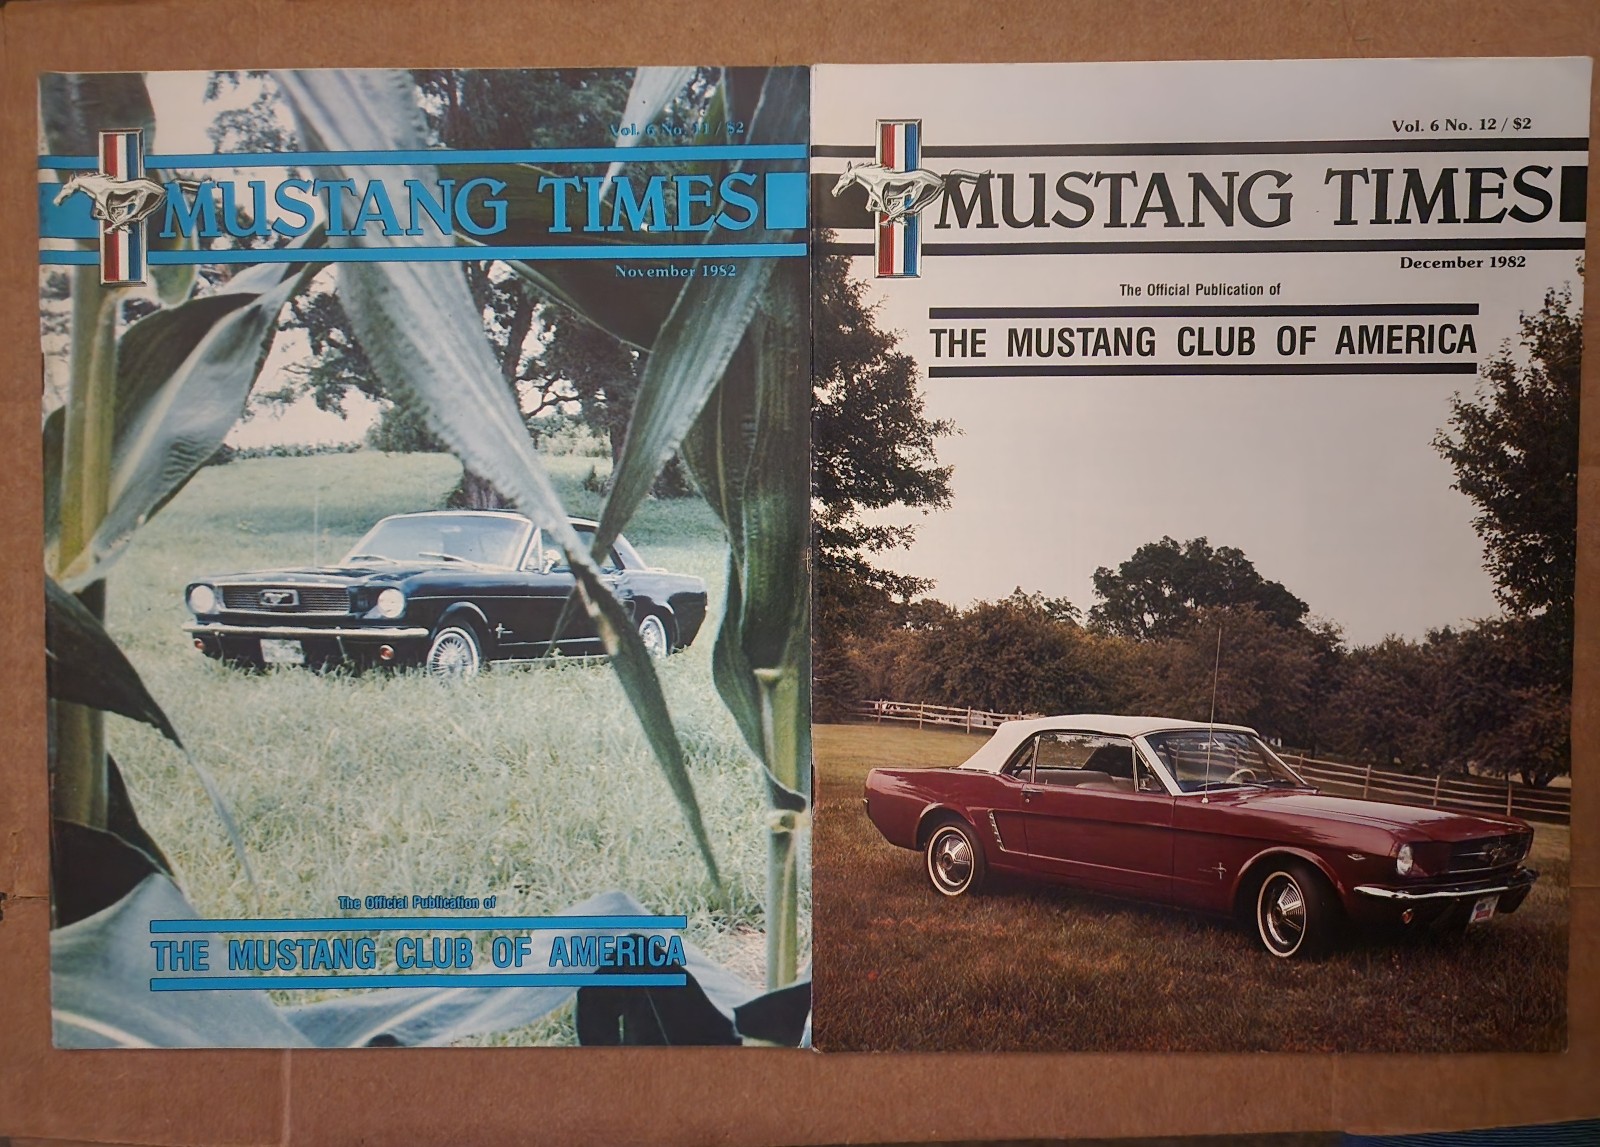 Vol. 6 No. 11 / $2
MUSTANG TIMES
November 1982
The Official Publication of
THE MUSTANG CLUB OF AMERICA
Vol. 6 No. 12 / $2
MUSTANG TIMES
December 1982
The Official Publication of
THE MUSTANG CLUB OF AMERICA